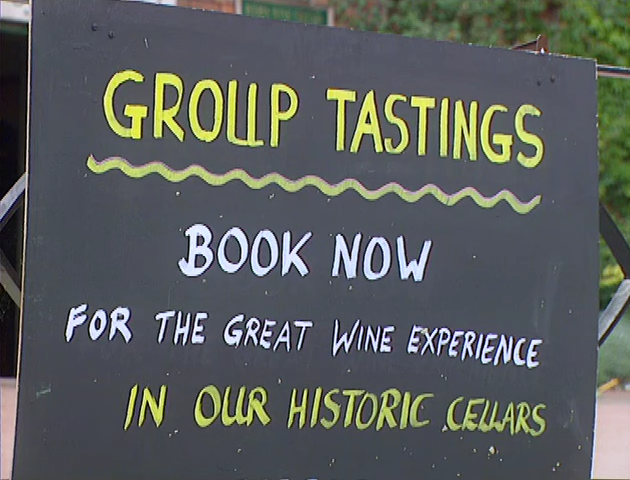 GROUP TASTINGS
BOOK NOW
FOR THE GREAT WINE EXPERIENCE
IN OUR HISTORIC CELLARS